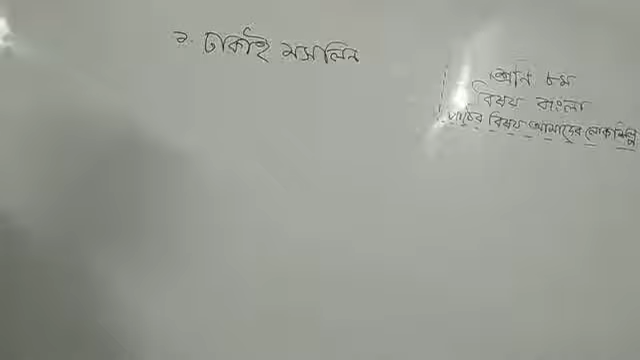 ২. ঢাকাই মসলিন
শ্রেনি ৮ম
বিষয় বাংলা
পাঠের বিষয় আমাদের লোকশিল্প